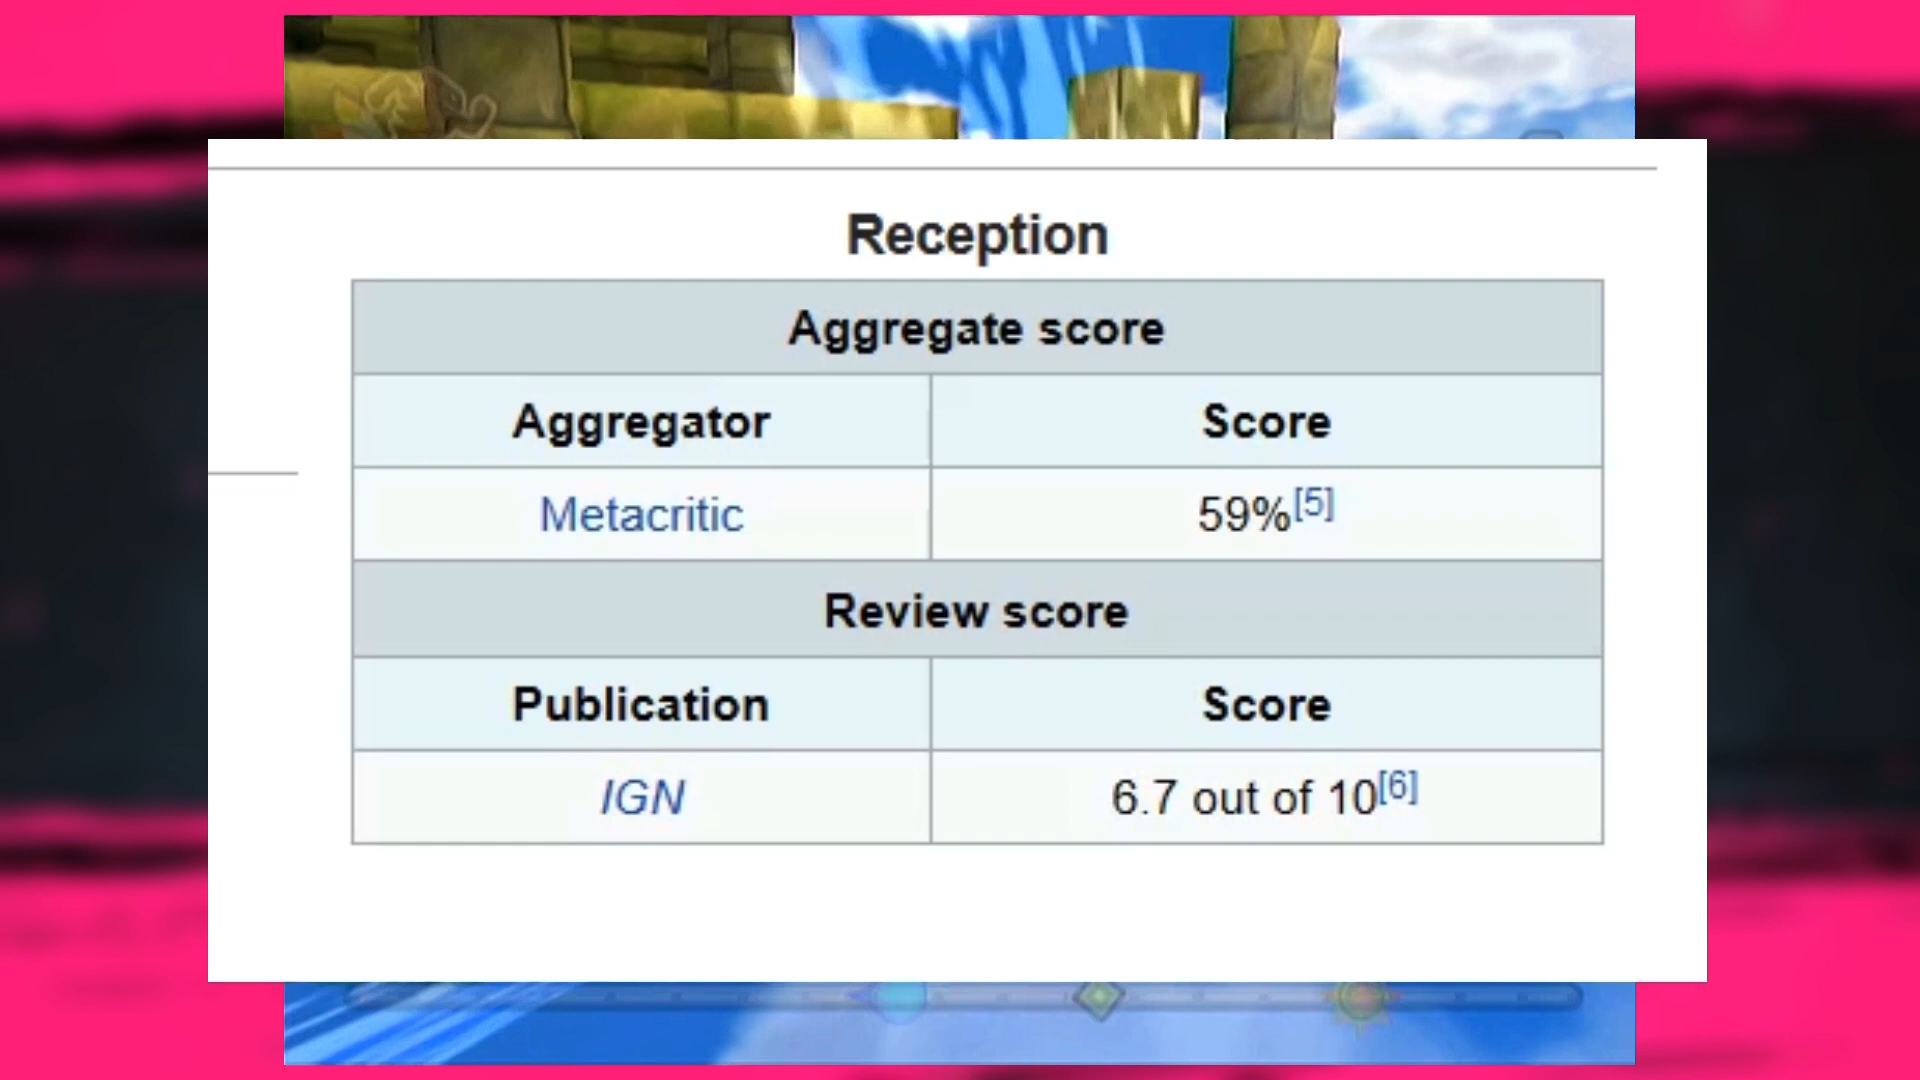 Reception
Aggregate score
Aggregator Score
Metacritic 59%[5]
Review score
Publication Score
IGN 6.7 out of 10[6]